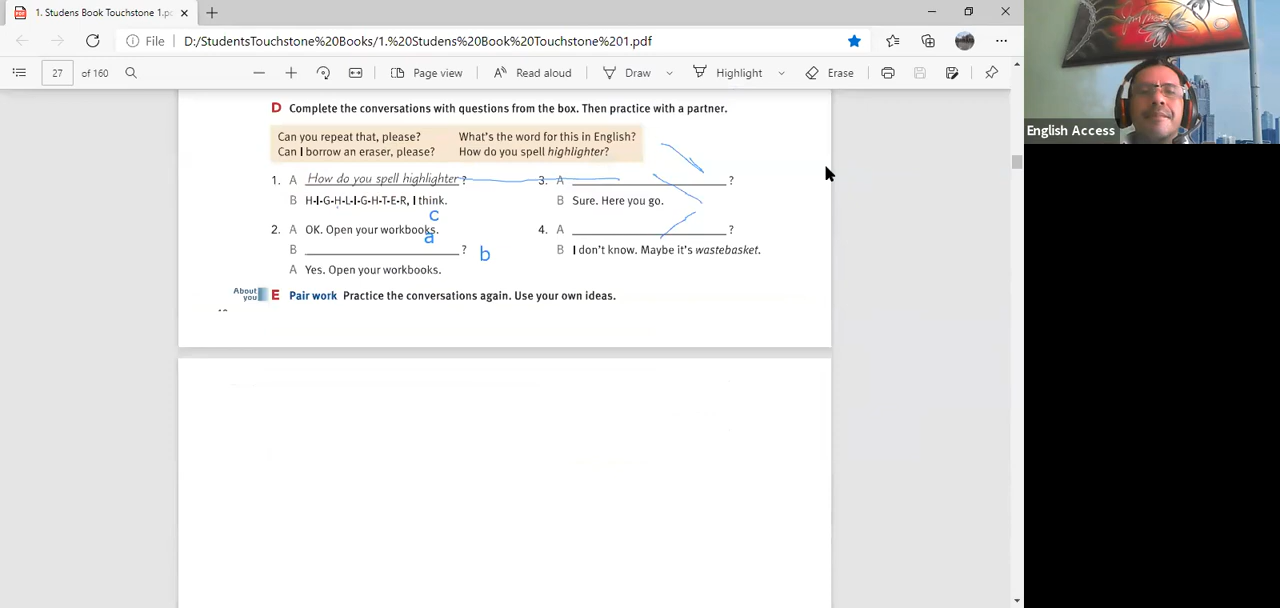 1. Studens Book Touchstone 1.pc
File D:/StudentsTouchstone%20Books/1.%20Studens%20Book%20Touchstone%201.pdf
27 of 160 Page view Read aloud Draw Highlight Erase
D Complete the conversations with questions from the box. Then practice with a partner.
Can you repeat that, please? What's the word for this in English?
Can I borrow an eraser, please? How do you spell highlighter?
1. A How do you spell highlighter ?
B H-I-G-H-L-I-G-H-T-E-R, I think.
c
2. A OK. Open your workbooks.
a
B ? b
A Yes. Open your workbooks.
3. A ?
B Sure. Here you go.
4. A ?
B I don't know. Maybe it's wastebasket.
About you E Pair work Practice the conversations again. Use your own ideas.
English Access